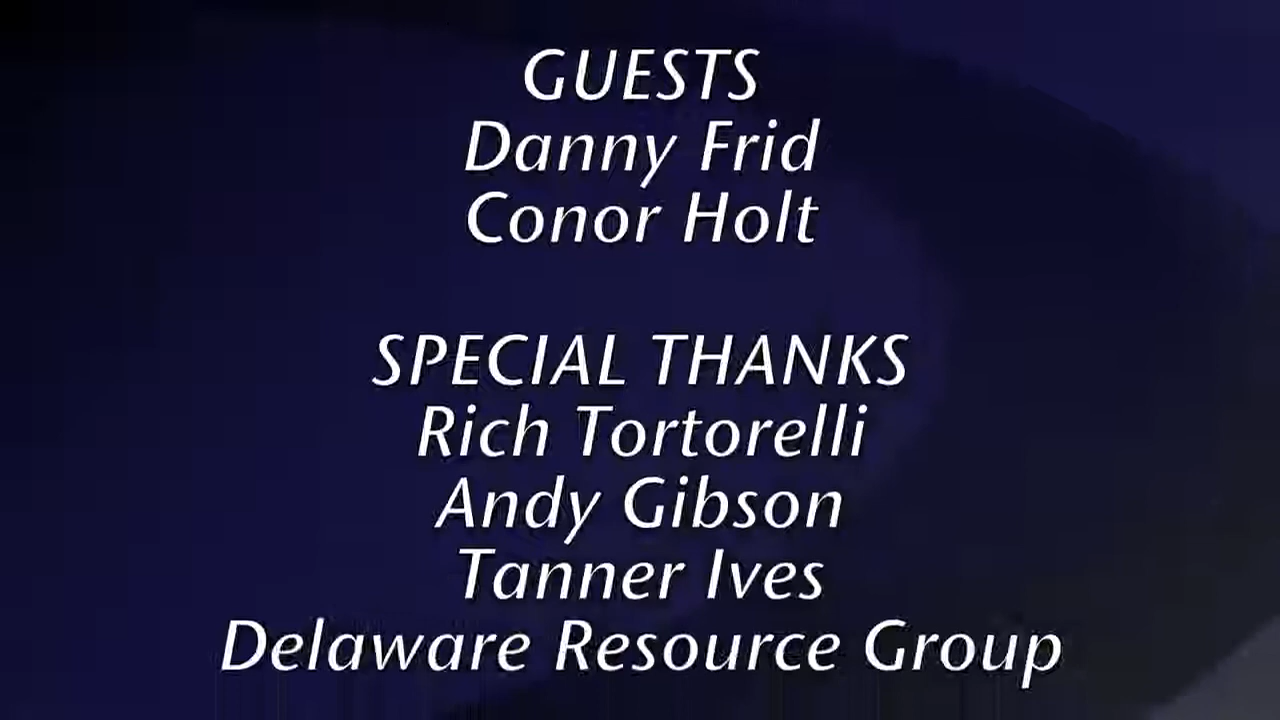 GUESTS
Danny Frid
Conor Holt
SPECIAL THANKS
Rich Tortorelli
Andy Gibson
Tanner Ives
Delaware Resource Group